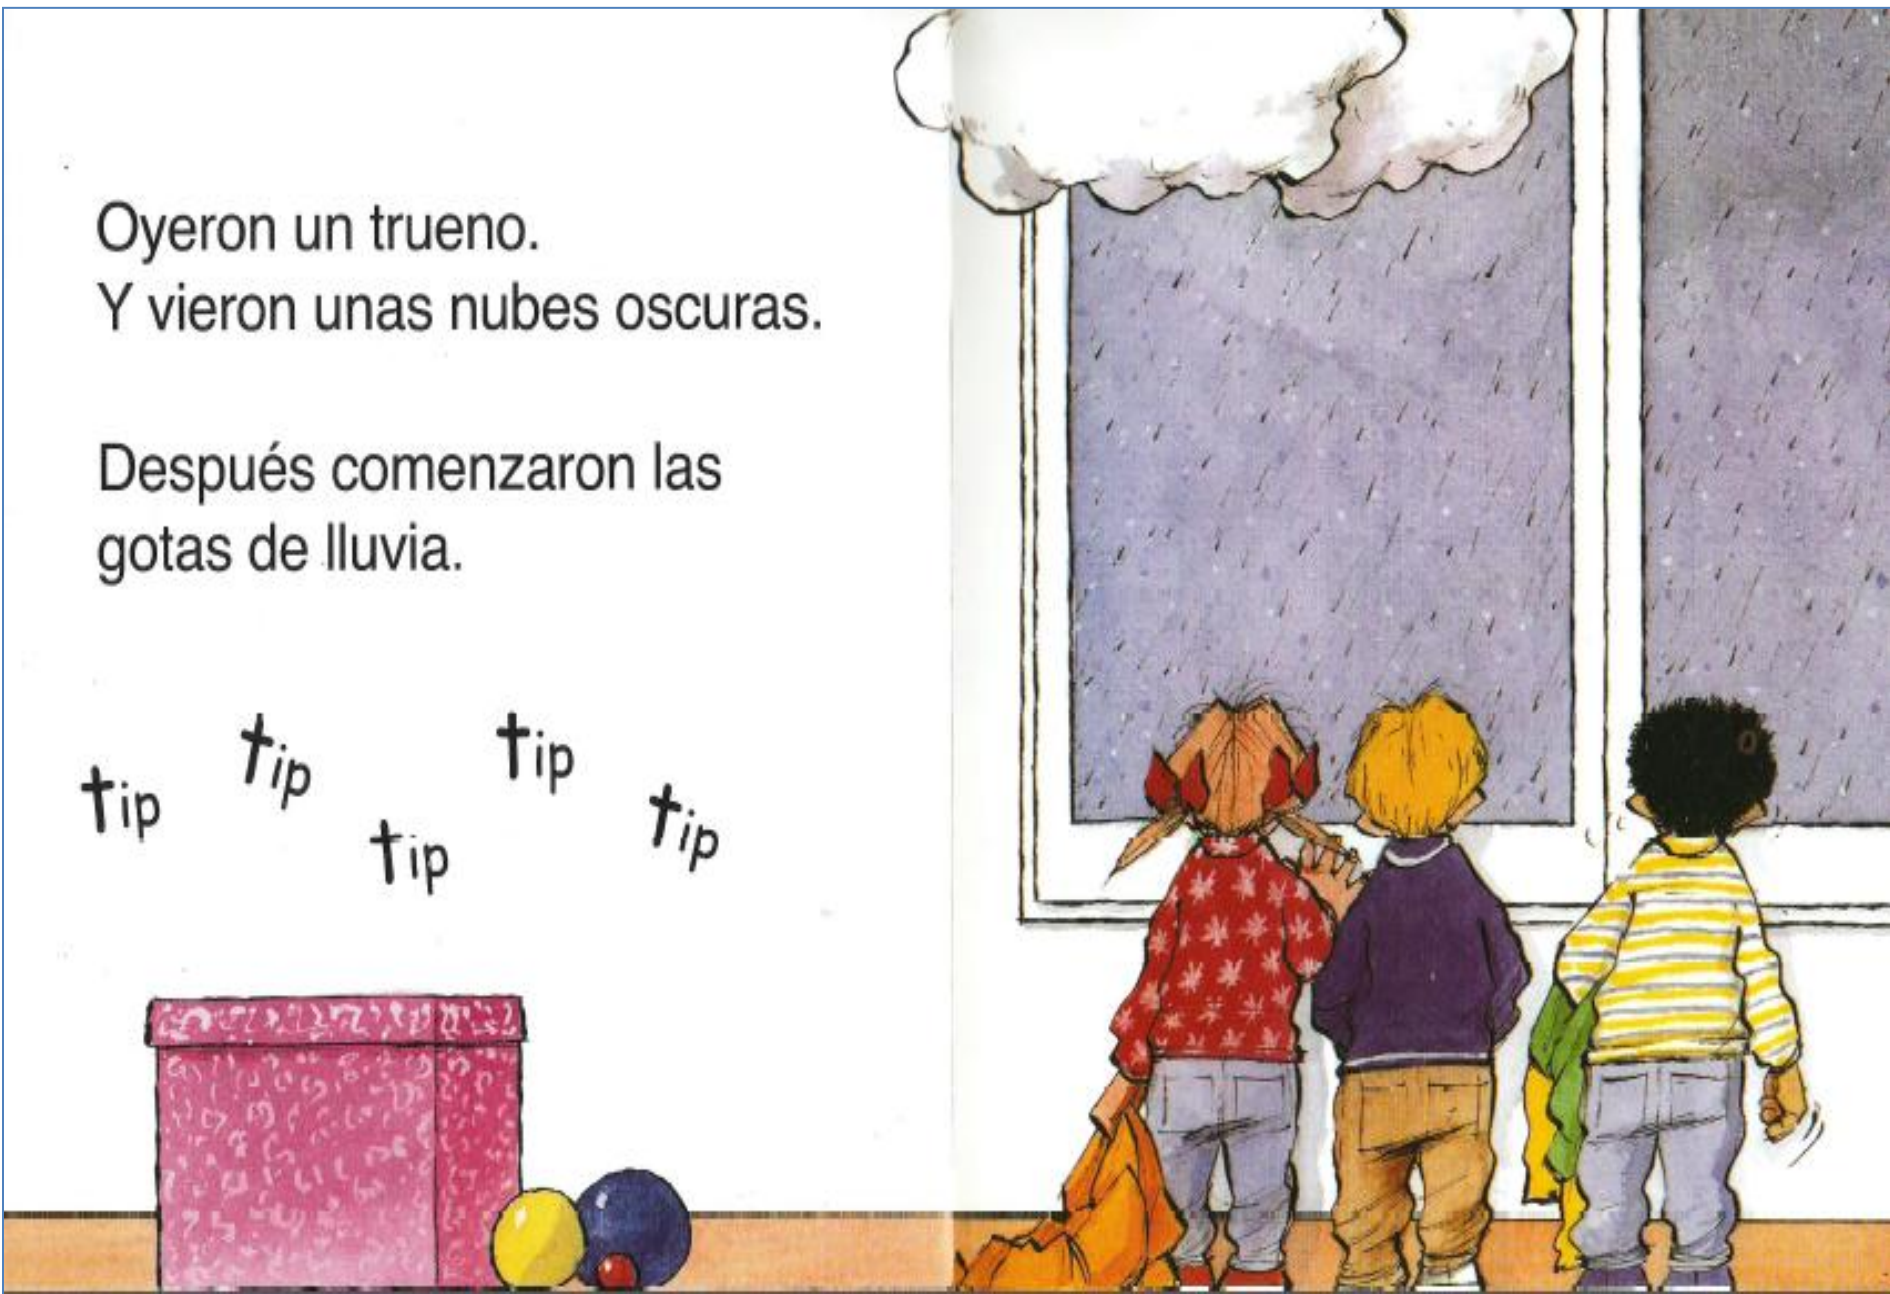 Oyeron un trueno.
Y vieron unas nubes oscuras.
Después comenzaron las
gotas de lluvia.
tip tip tip tip tip